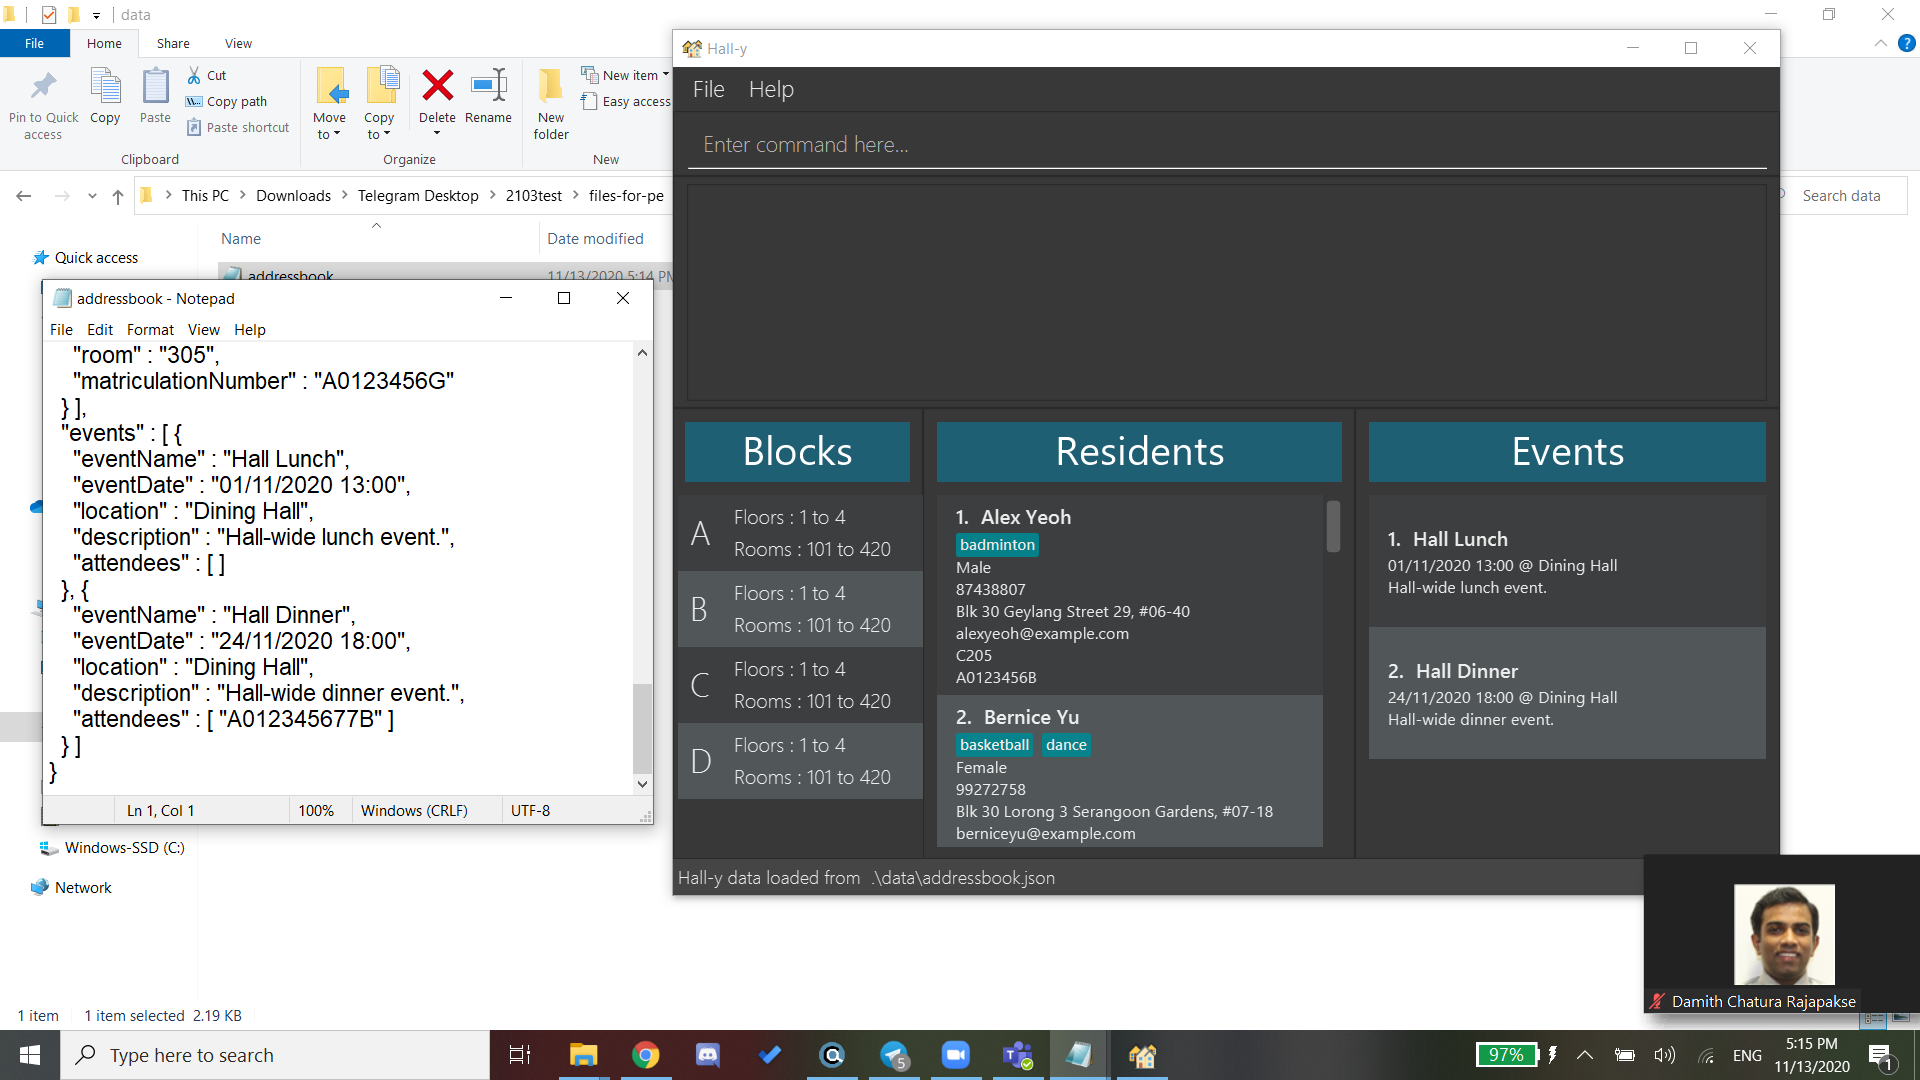 data
File
Home
Share
View
Pin to Quick access
Copy
Paste
Cut
Copy path
Paste shortcut
Clipboard
Move to
Copy to
Delete
Rename
Organize
New folder
New item
Easy access
New
This PC > Downloads > Telegram Desktop > 2103test > files-for-pe
Search data
Name
Date modified
Quick access
addressbook
11/13/2020 5:14 PM
addressbook - Notepad
File Edit Format View Help
"room" : "305",
"matriculationNumber" : "A0123456G"
} ],
"events" : [ {
"eventName" : "Hall Lunch",
"eventDate" : "01/11/2020 13:00",
"location" : "Dining Hall",
"description" : "Hall-wide lunch event.",
"attendees" : [ ]
}, {
"eventName" : "Hall Dinner",
"eventDate" : "24/11/2020 18:00",
"location" : "Dining Hall",
"description" : "Hall-wide dinner event.",
"attendees" : [ "A012345677B" ]
} ]
}
Ln 1, Col 1
100%
Windows (CRLF)
UTF-8
Windows-SSD (C:)
Network
1 item
1 item selected 2.19 KB
Hall-y
File Help
Enter command here...
Blocks
A
Floors : 1 to 4
Rooms : 101 to 420
B
Floors : 1 to 4
Rooms : 101 to 420
C
Floors : 1 to 4
Rooms : 101 to 420
D
Floors : 1 to 4
Rooms : 101 to 420
Residents
1. Alex Yeoh
badminton
Male
87438807
Blk 30 Geylang Street 29, #06-40
alexyeoh@example.com
C205
A0123456B
2. Bernice Yu
basketball dance
Female
99272758
Blk 30 Lorong 3 Serangoon Gardens, #07-18
berniceyu@example.com
Events
1. Hall Lunch
01/11/2020 13:00 @ Dining Hall
Hall-wide lunch event.
2. Hall Dinner
24/11/2020 18:00 @ Dining Hall
Hall-wide dinner event.
Hall-y data loaded from .\data\addressbook.json
Damith Chatura Rajapakse
Type here to search
5
97%
ENG
5:15 PM
11/13/2020
1